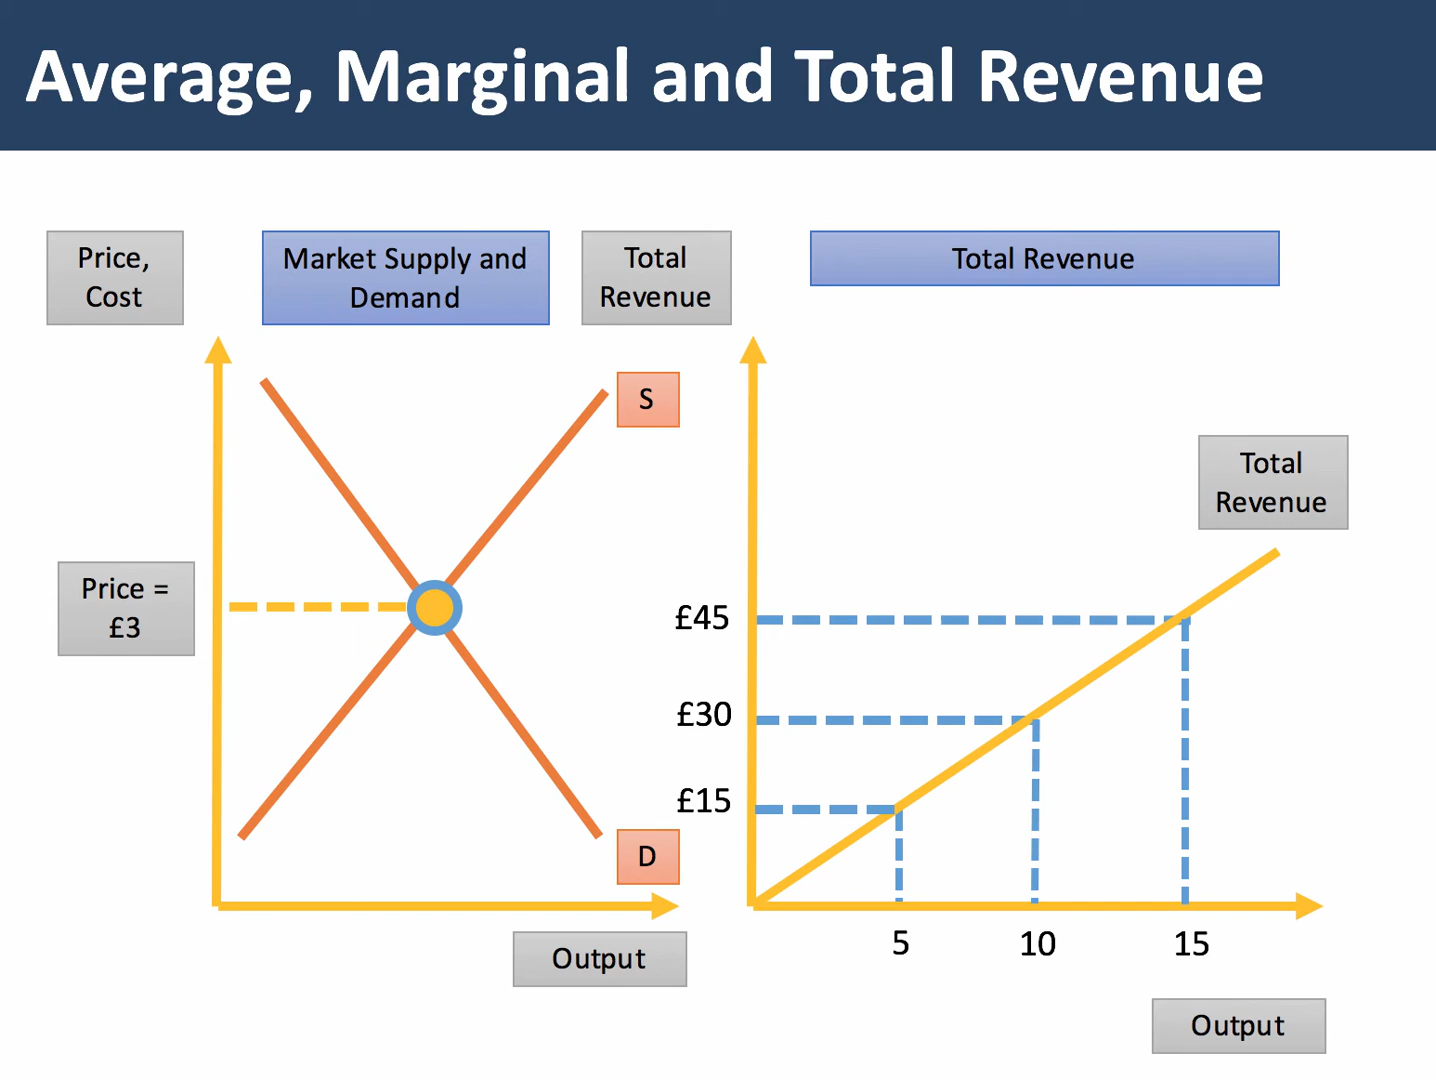 Average, Marginal and Total Revenue
Price,
Cost
Market Supply and
Demand
Total
Revenue
Total Revenue
S
Total
Revenue
Price =
£3
£45
£30
£15
D
5
10
15
Output
Output